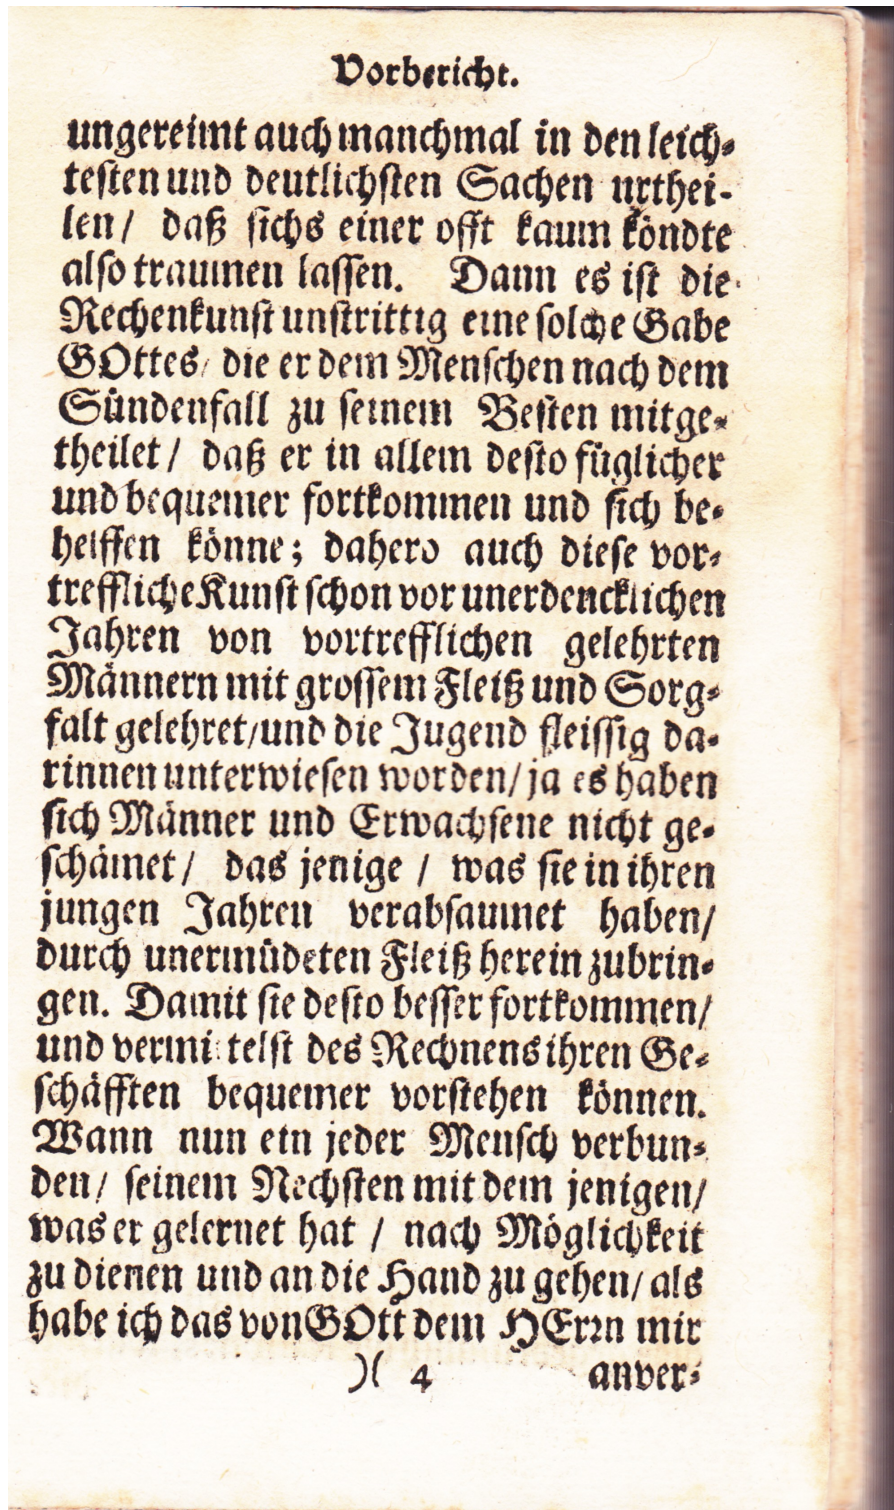 Vorbericht.
ungereimt auch manchmal in den leich-
testen und deutlichsten Sachen urthei-
len/ daß sichs einer offt kaum köndte
also traumen lassen. Dann es ist die
Rechenkunst unstrittig eine solche Gabe
GOttes/ die er dem Menschen nach dem
Sündenfall zu seinem Besten mitge-
theilet/ daß er in allem desto füglicher
und bequemer fortkommen und sich be-
helffen könne; dahero auch diese vor-
treffliche Kunst schon vor unerdencklichen
Jahren von vortrefflichen gelehrten
Männern mit grossem Fleiß und Sorg-
falt gelehret/und die Jugend fleissig da-
rinnen unterwiesen worden/ ja es haben
sich Männer und Erwachsene nicht ge-
schämet/ das jenige / was sie in ihren
jungen Jahren verabsaumet haben/
durch unermüdeten Fleiß herein zubrin-
gen. Damit sie desto besser fortkommen/
und vermittelst des Rechnens ihren Ge-
schäfften bequemer vorstehen können.
Wann nun ein jeder Mensch verbun-
den/ seinem Nechsten mit dem jenigen/
was er gelernet hat / nach Möglichkeit
zu dienen und an die Hand zu gehen/ als
habe ich das von GOtt dem HErrn mir
)( 4 anver-